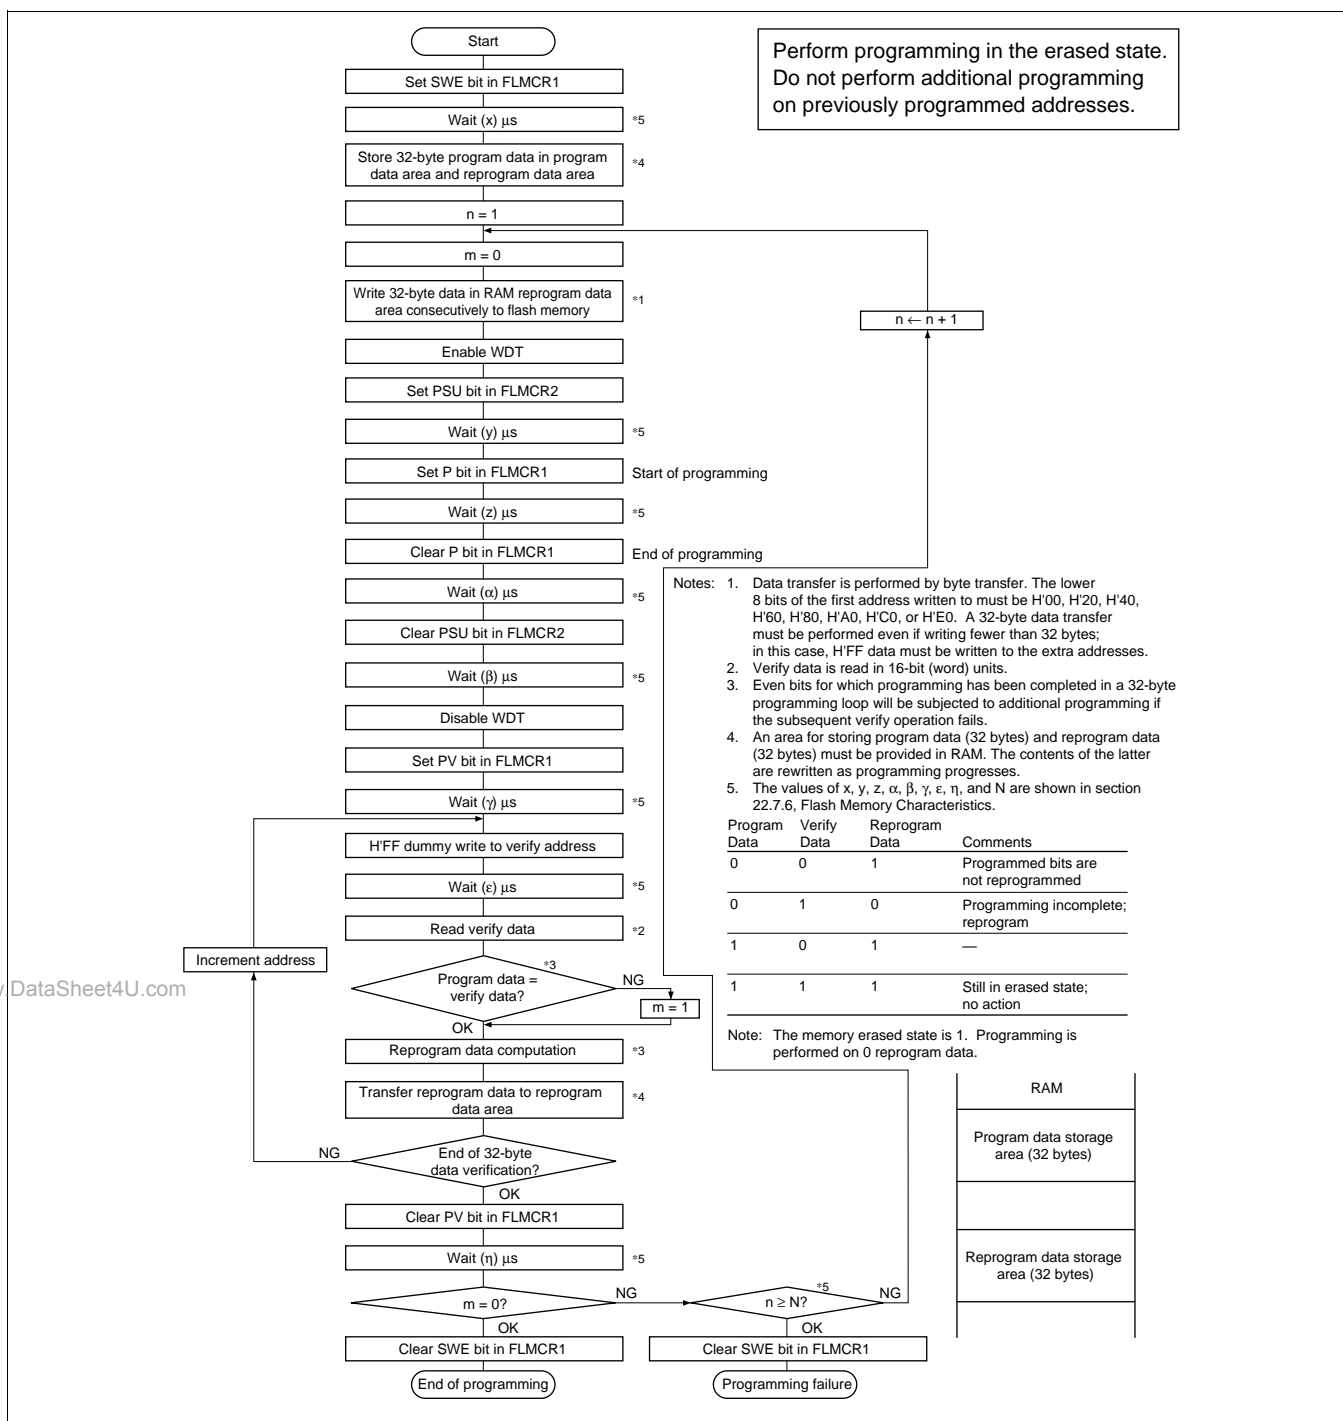 Start
Perform programming in the erased state.
Do not perform additional programming
on previously programmed addresses.
Set SWE bit in FLMCR1
Wait (x) μs
*5
Store 32-byte program data in program
data area and reprogram data area
*4
n = 1
m = 0
Write 32-byte data in RAM reprogram data
area consecutively to flash memory
*1
n ← n + 1
Enable WDT
Set PSU bit in FLMCR2
Wait (y) μs
*5
Set P bit in FLMCR1
Start of programming
Wait (z) μs
*5
Clear P bit in FLMCR1
End of programming
Wait (α) μs
*5
Clear PSU bit in FLMCR2
Wait (β) μs
*5
Disable WDT
Set PV bit in FLMCR1
Wait (γ) μs
*5
H'FF dummy write to verify address
Wait (ε) μs
*5
Read verify data
*2
Increment address
Program data =
verify data?
*3
NG
m = 1
OK
Reprogram data computation
*3
Transfer reprogram data to reprogram
data area
*4
End of 32-byte
data verification?
NG
OK
Clear PV bit in FLMCR1
Wait (η) μs
*5
m = 0?
NG
n ≥ N?
*5
NG
OK
OK
Clear SWE bit in FLMCR1
Clear SWE bit in FLMCR1
End of programming
Programming failure
Notes: 1. Data transfer is performed by byte transfer. The lower
8 bits of the first address written to must be H'00, H'20, H'40,
H'60, H'80, H'A0, H'C0, or H'E0. A 32-byte data transfer
must be performed even if writing fewer than 32 bytes;
in this case, H'FF data must be written to the extra addresses.
2. Verify data is read in 16-bit (word) units.
3. Even bits for which programming has been completed in a 32-byte
programming loop will be subjected to additional programming if
the subsequent verify operation fails.
4. An area for storing program data (32 bytes) and reprogram data
(32 bytes) must be provided in RAM. The contents of the latter
are rewritten as programming progresses.
5. The values of x, y, z, α, β, γ, ε, η, and N are shown in section
22.7.6, Flash Memory Characteristics.
Program Verify Reprogram
Data Data Data Comments
0 0 1 Programmed bits are
not reprogrammed
0 1 0 Programming incomplete;
reprogram
1 0 1 —
1 1 1 Still in erased state;
no action
Note: The memory erased state is 1. Programming is
performed on 0 reprogram data.
RAM
Program data storage
area (32 bytes)
Reprogram data storage
area (32 bytes)
.DataSheet4U.com